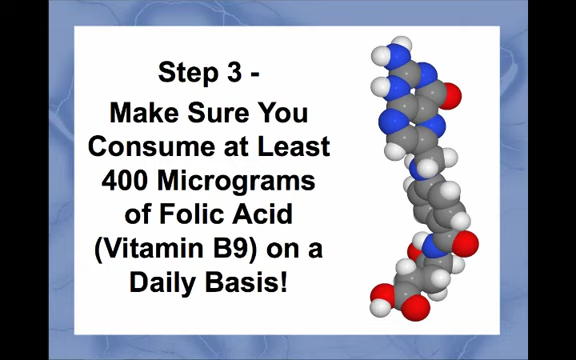 Step 3 -
Make Sure You
Consume at Least
400 Micrograms
of Folic Acid
(Vitamin B9) on a
Daily Basis!